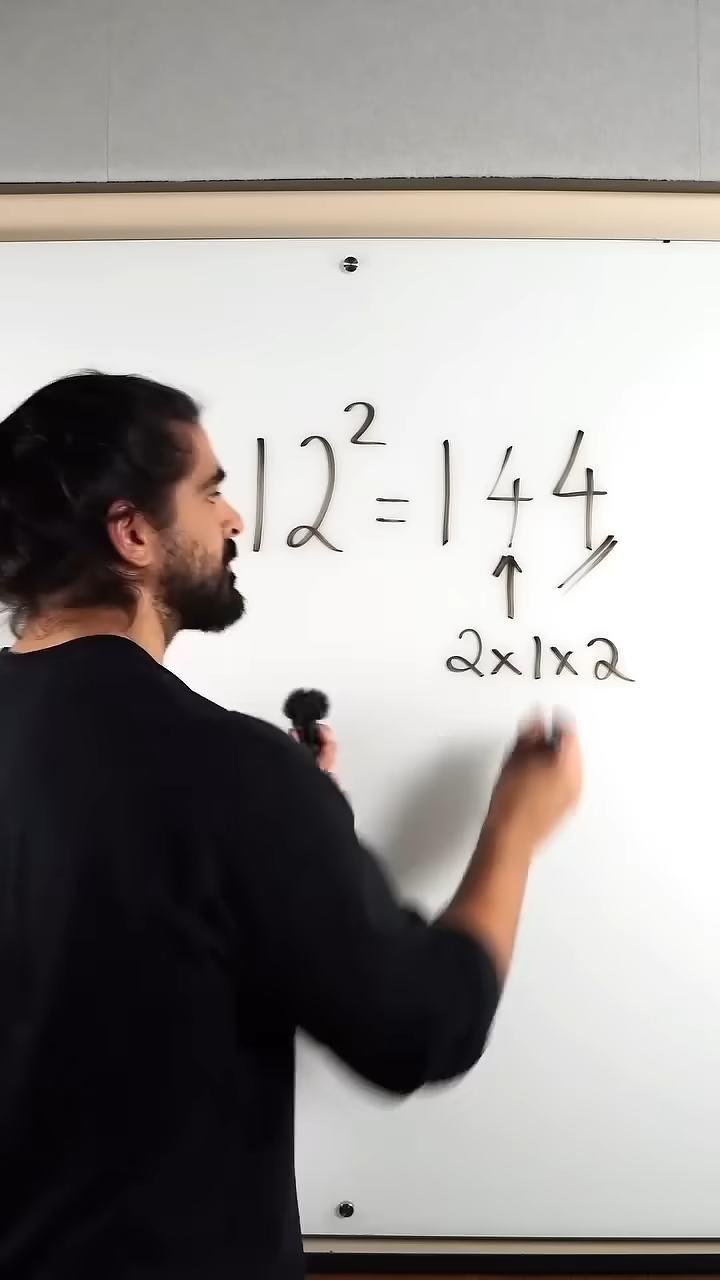 12² = 144
↑
2x1x2